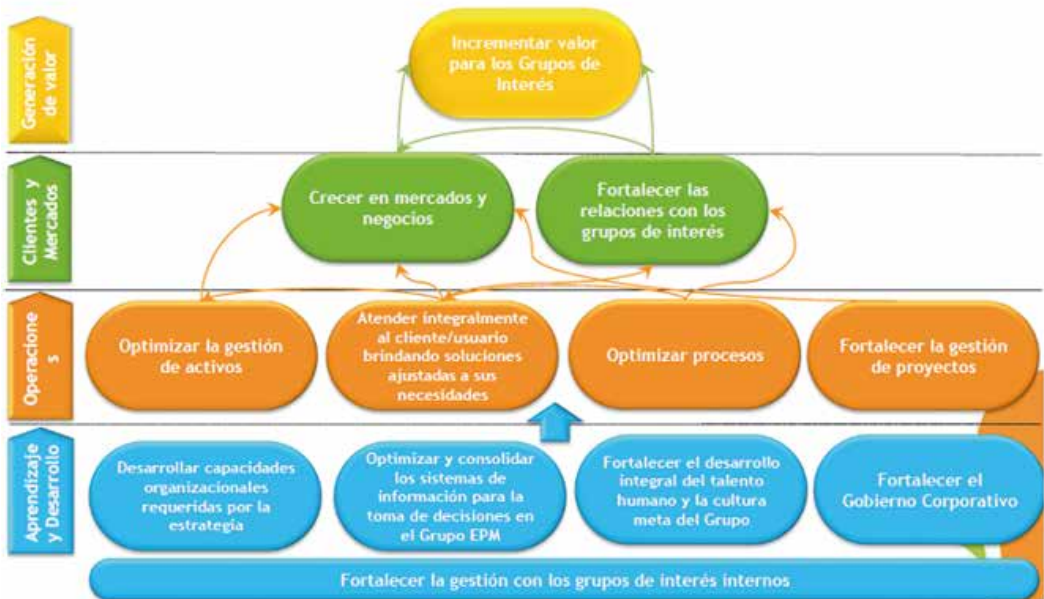 Generación
de valor
Incrementar valor
para los Grupos de
Interés
Clientes y
Mercados
Crecer en mercados y
negocios
Fortalecer las
relaciones con los
grupos de interés
Operacione
s
Optimizar la gestión
de activos
Atender integralmente
al cliente/usuario
brindando soluciones
ajustadas a sus
necesidades
Optimizar procesos
Fortalecer la gestión
de proyectos
Aprendizaje
y Desarrollo
Desarrollar capacidades
organizacionales
requeridas por la
estrategia
Optimizar y consolidar
los sistemas de
información para la
toma de decisiones en
el Grupo EPM
Fortalecer el desarrollo
integral del talento
humano y la cultura
meta del Grupo
Fortalecer el
Gobierno Corporativo
Fortalecer la gestión con los grupos de interés internos